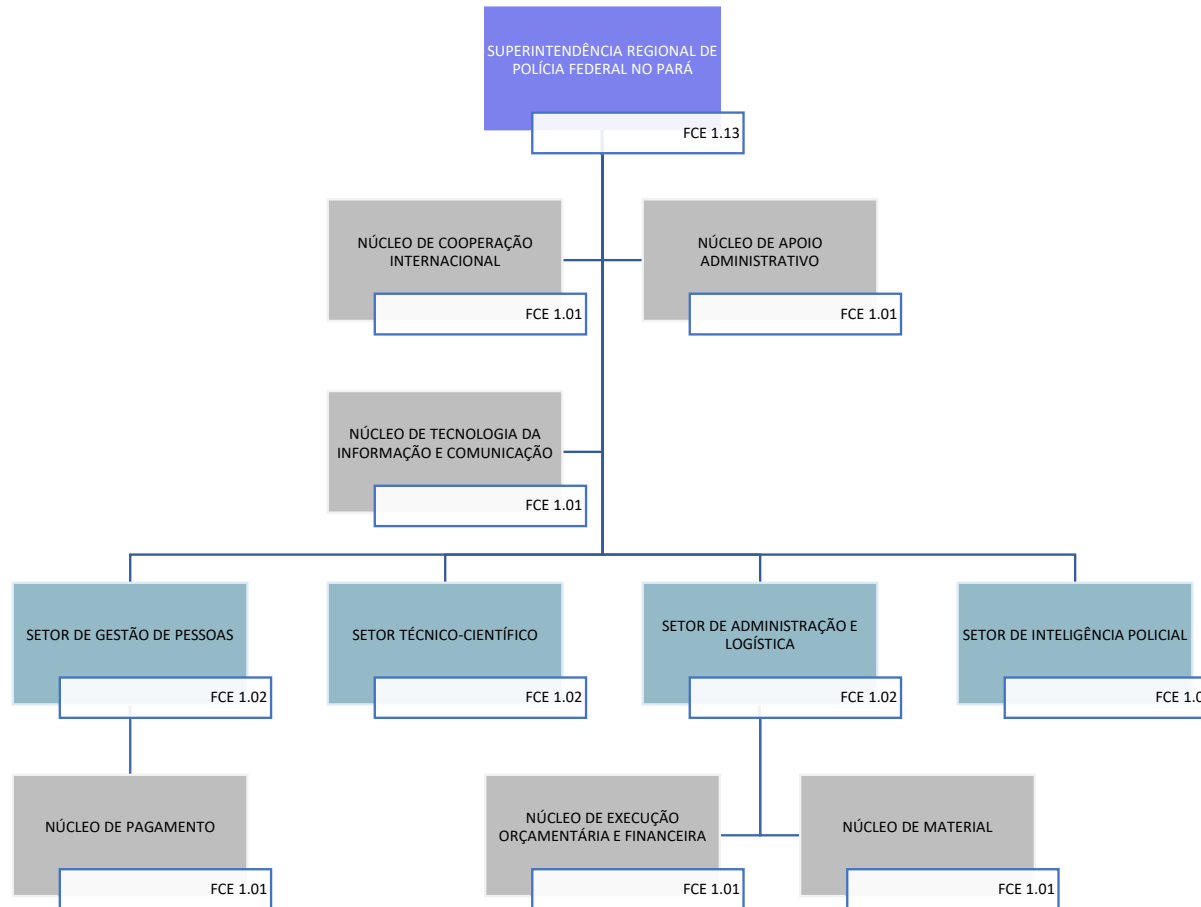 SUPERINTENDÊNCIA REGIONAL DE
POLÍCIA FEDERAL NO PARÁ
FCE 1.13
NÚCLEO DE COOPERAÇÃO
INTERNACIONAL
FCE 1.01
NÚCLEO DE APOIO
ADMINISTRATIVO
FCE 1.01
NÚCLEO DE TECNOLOGIA DA
INFORMAÇÃO E COMUNICAÇÃO
FCE 1.01
SETOR DE GESTÃO DE PESSOAS
FCE 1.02
SETOR TÉCNICO-CIENTÍFICO
FCE 1.02
SETOR DE ADMINISTRAÇÃO E
LOGÍSTICA
FCE 1.02
SETOR DE INTELIGÊNCIA POLICIAL
FCE
NÚCLEO DE PAGAMENTO
FCE 1.01
NÚCLEO DE EXECUÇÃO
ORÇAMENTÁRIA E FINANCEIRA
FCE 1.01
NÚCLEO DE MATERIAL
FCE 1.01